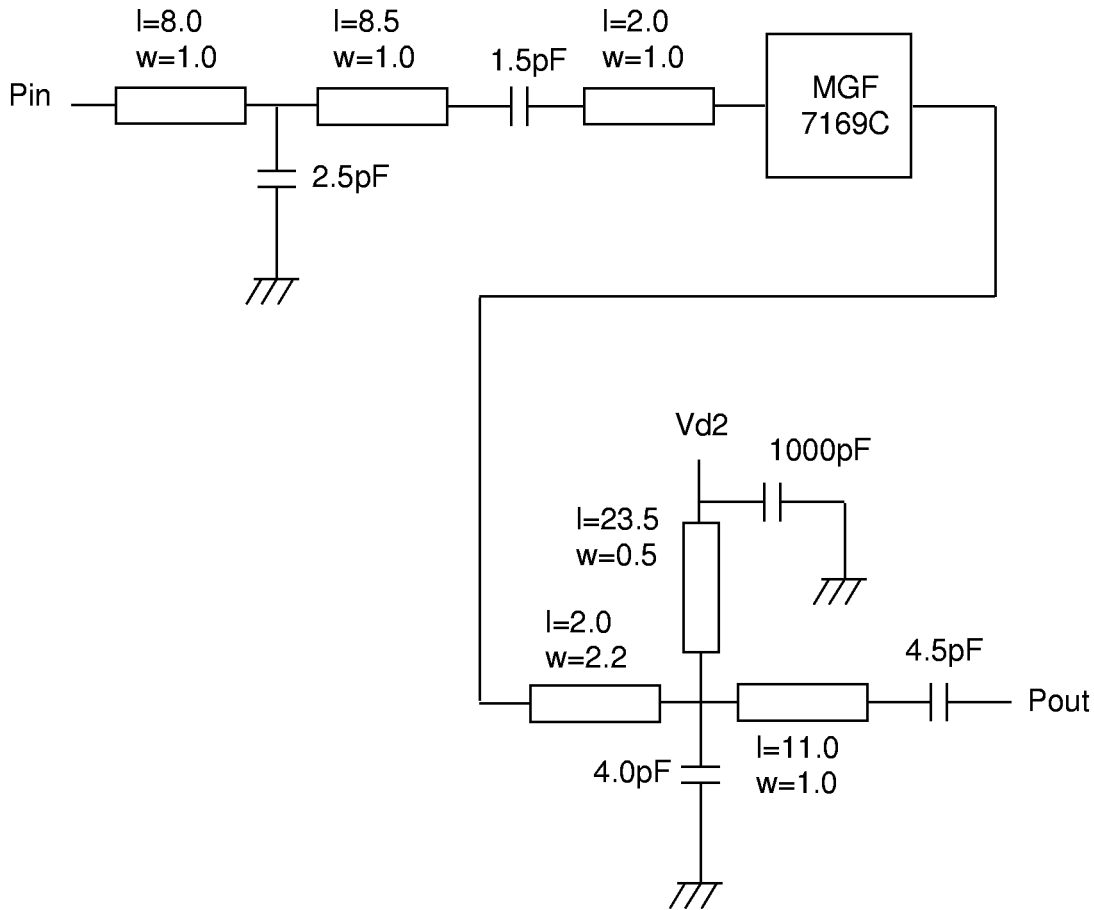 l=8.0
w=1.0
l=8.5
w=1.0
1.5pF
l=2.0
w=1.0
Pin
MGF
7169C
2.5pF
Vd2
1000pF
l=23.5
w=0.5
l=2.0
w=2.2
4.5pF
Pout
4.0pF
l=11.0
w=1.0